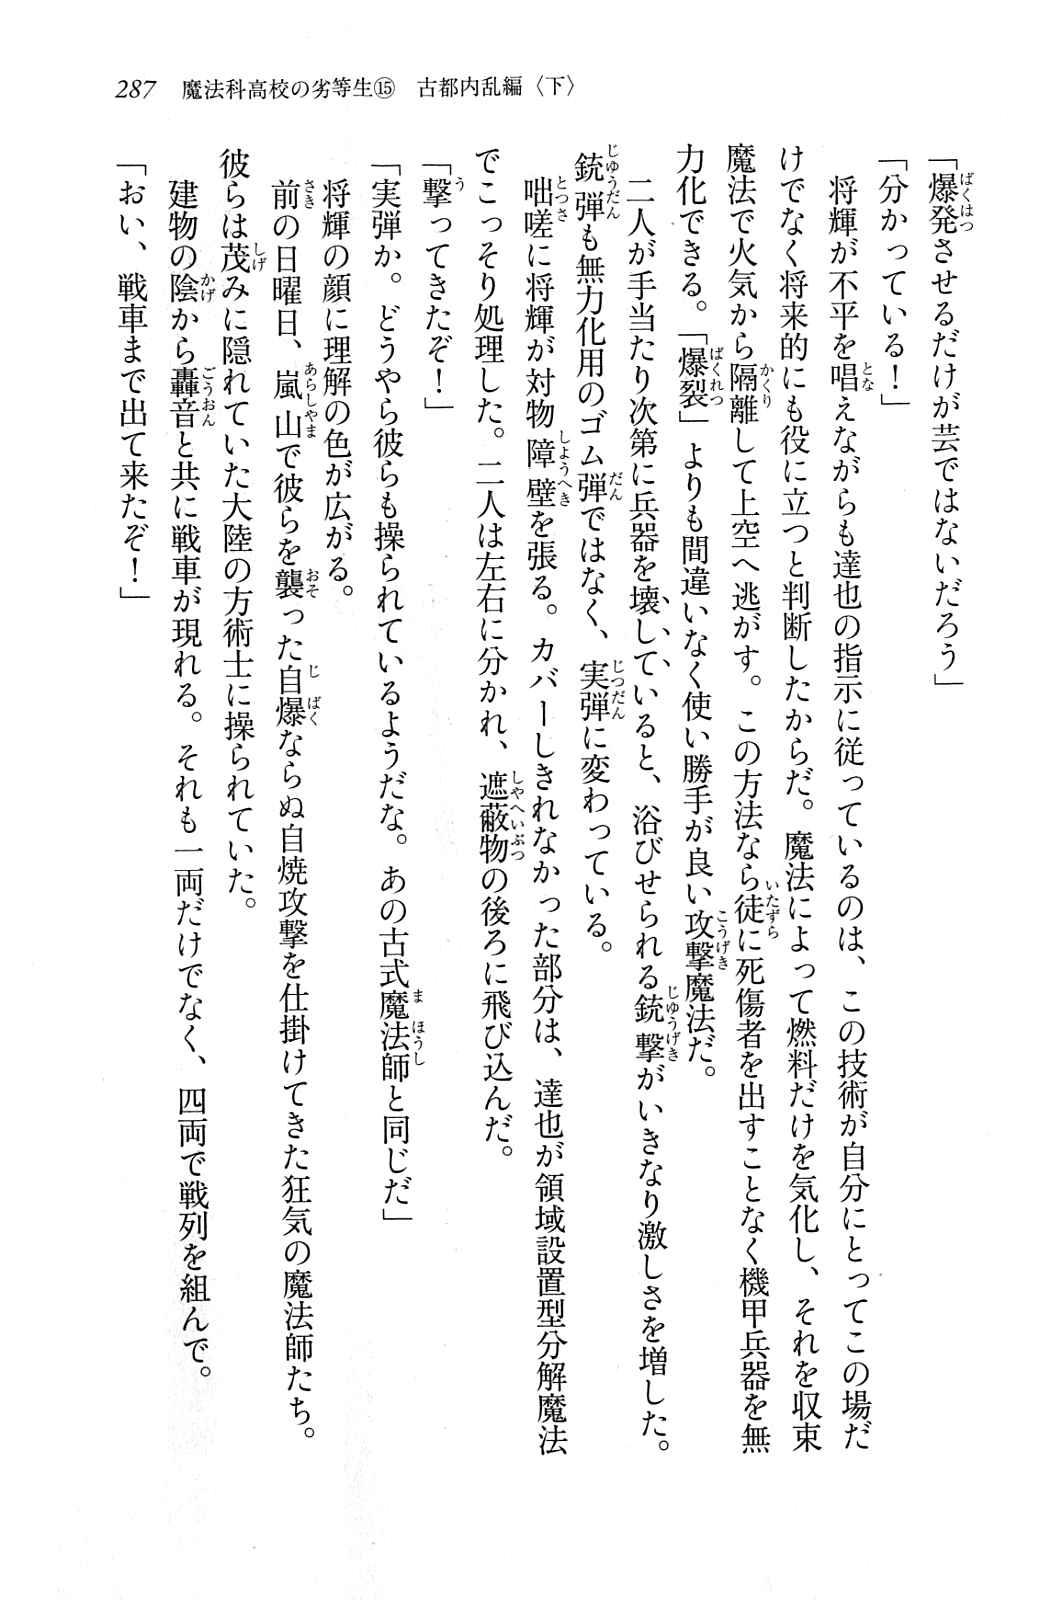 287　魔法科高校の劣等生⑮　古都内乱編〈下〉
「爆発させるだけが芸ではないだろう」
「分かっている！」
　将輝が不平を唱えながらも達也の指示に従っているのは、この技術が自分にとってこの場だ
けでなく将来的にも役に立つと判断したからだ。魔法によって燃料だけを気化し、それを収束
魔法で火気から隔離して上空へ逃がす。この方法なら徒に死傷者を出すことなく機甲兵器を無
力化できる。「爆裂」よりも間違いなく使い勝手が良い攻撃魔法だ。
　二人が手当たり次第に兵器を壊していると、浴びせられる銃撃がいきなり激しさを増した。
銃弾も無力化用のゴム弾ではなく、実弾に変わっている。
　咄嗟に将輝が対物障壁を張る。カバーしきれなかった部分は、達也が領域設置型分解魔法
でこっそり処理した。二人は左右に分かれ、遮蔽物の後ろに飛び込んだ。
「撃ってきたぞ！」
「実弾か。どうやら彼らも操られているようだな。あの古式魔法師と同じだ」
　将輝の顔に理解の色が広がる。
　前の日曜日、嵐山で彼らを襲った自爆ならぬ自焼攻撃を仕掛けてきた狂気の魔法師たち。
彼らは茂みに隠れていた大陸の方術士に操られていた。
　建物の陰から轟音と共に戦車が現れる。それも一両だけでなく、四両で戦列を組んで。
「おい、戦車まで出て来たぞ！」